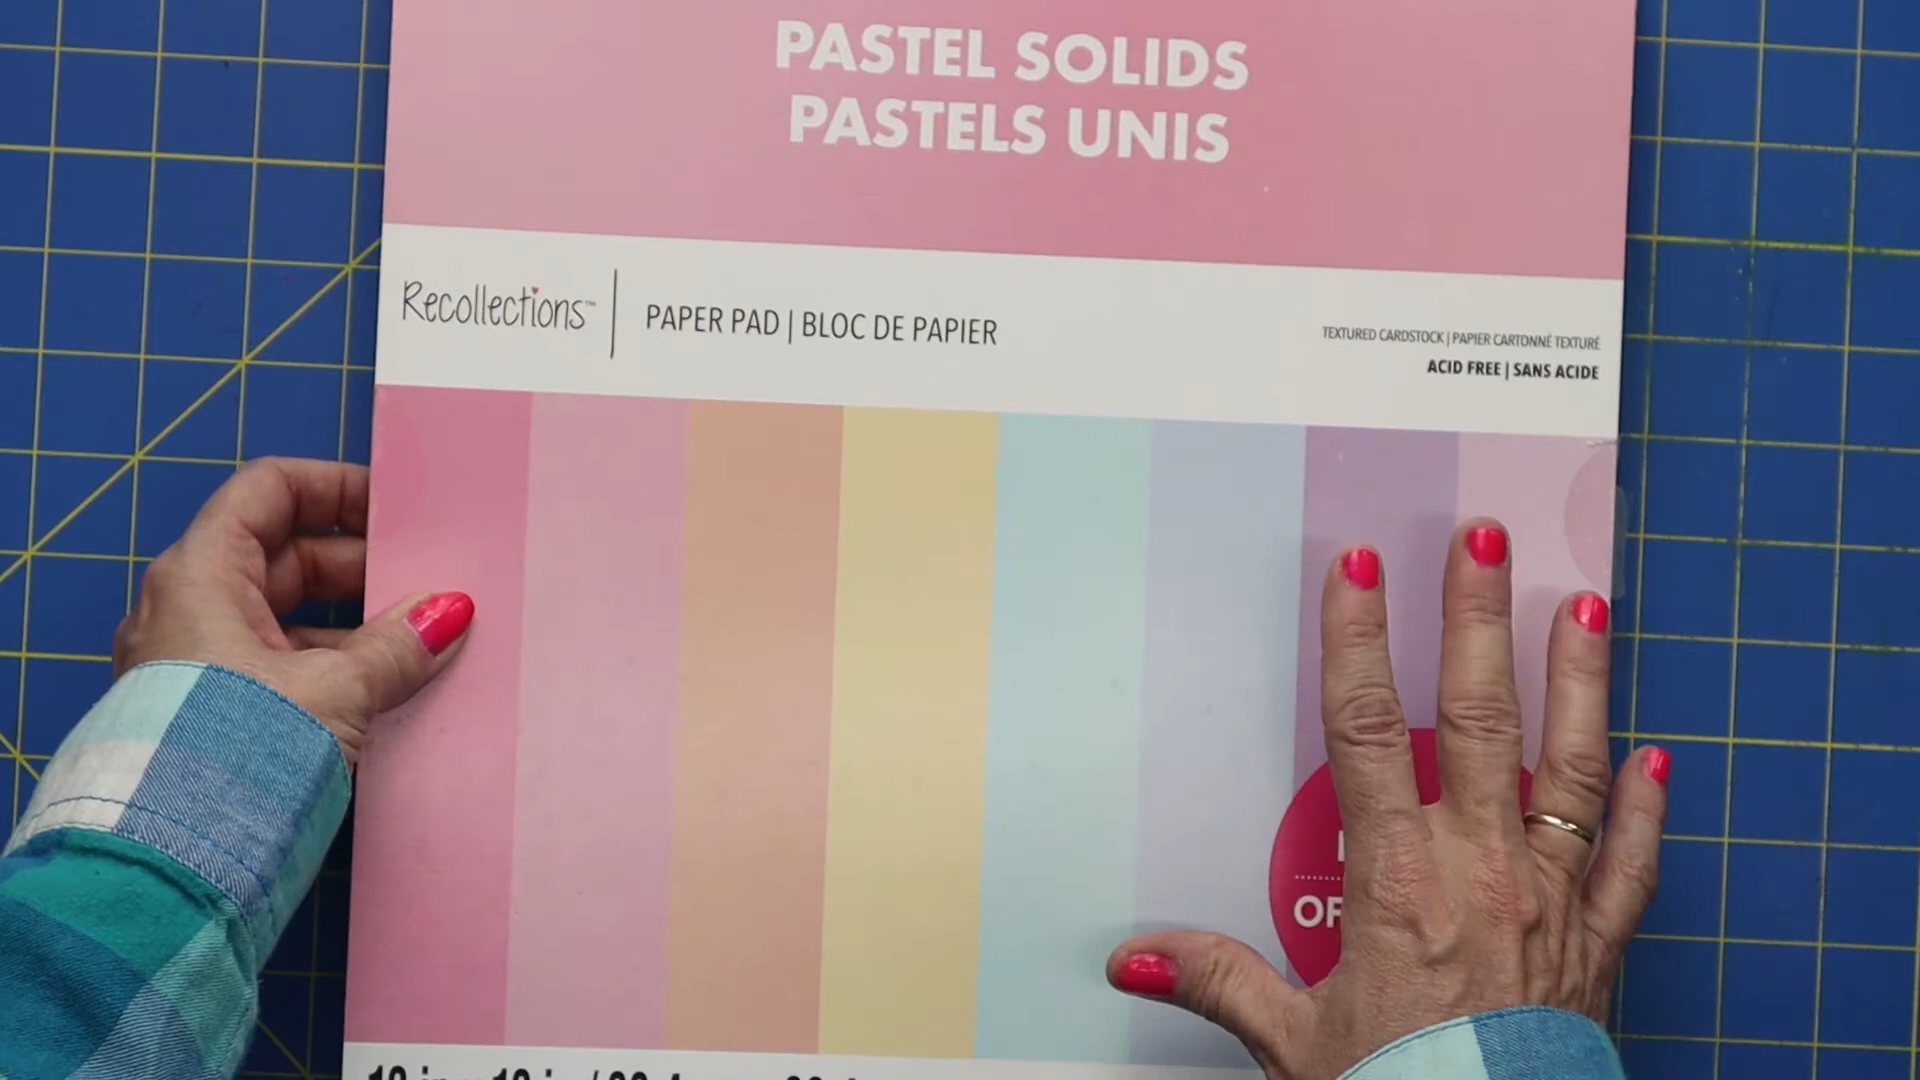 PASTEL SOLIDS
PASTELS UNIS
Recollections™
PAPER PAD | BLOC DE PAPIER
TEXTURED CARDSTOCK | PAPIER CARTONNÉ TEXTURÉ
ACID FREE | SANS ACIDE